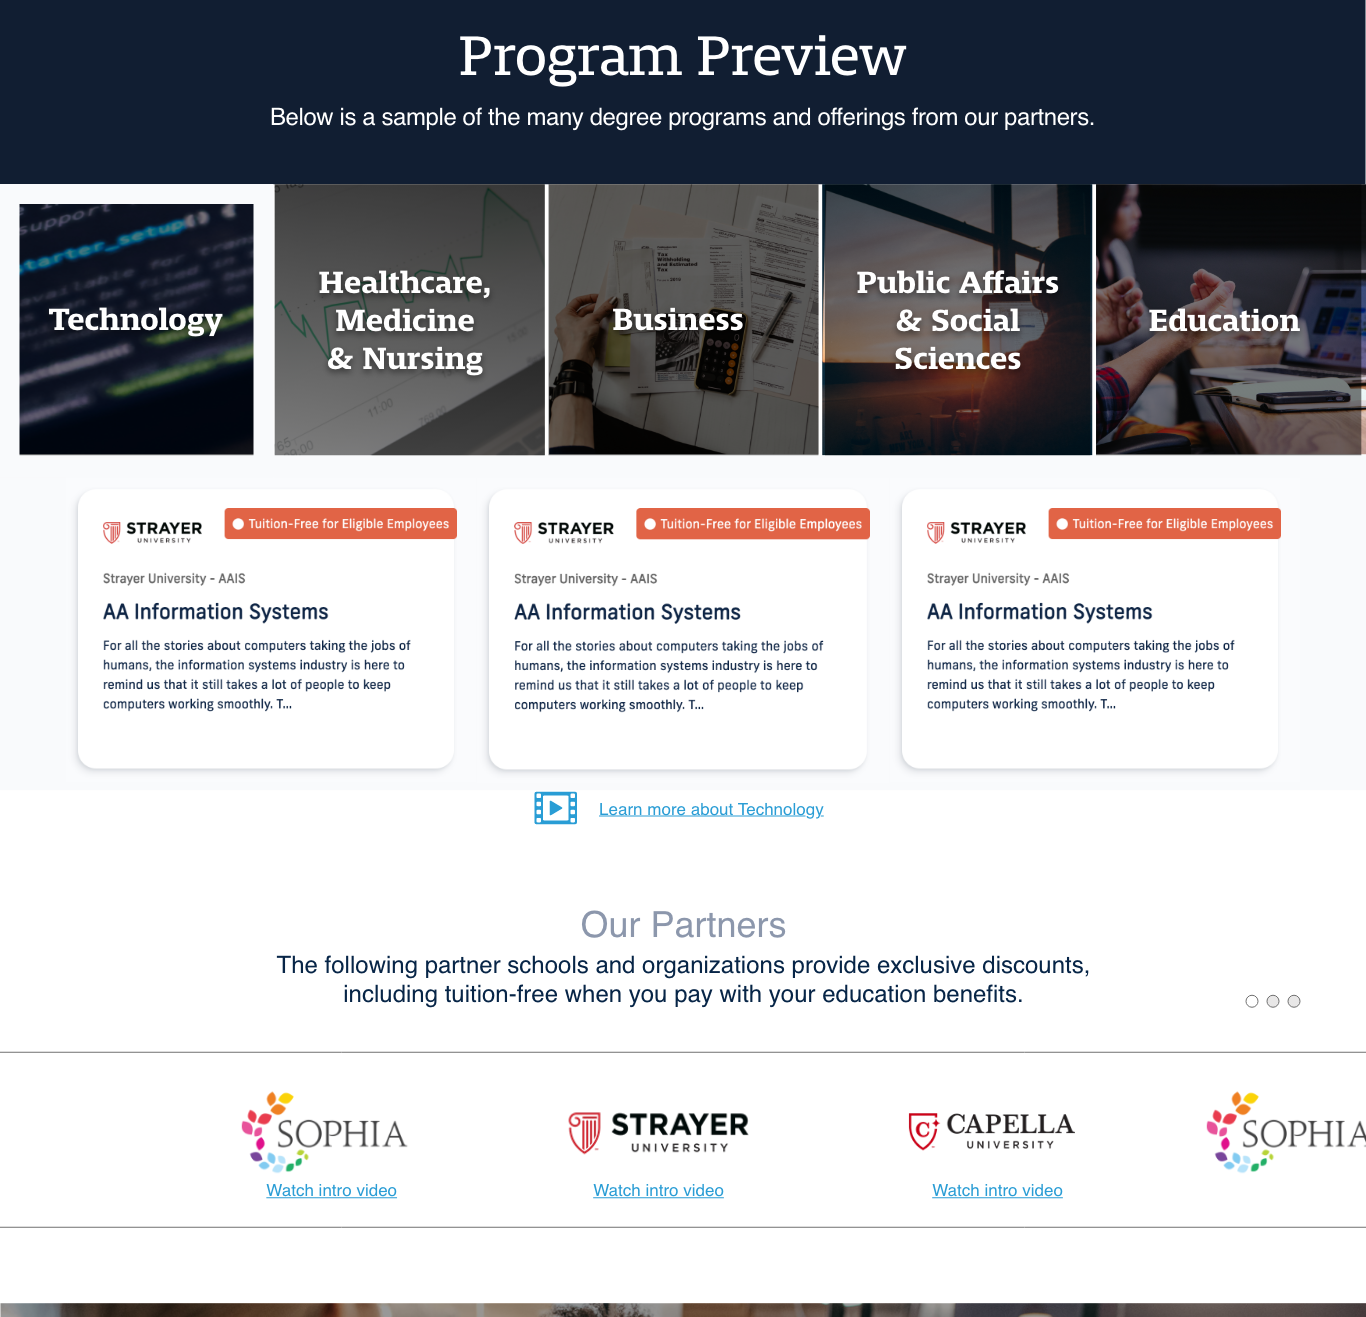 Program Preview
Below is a sample of the many degree programs and offerings from our partners.
support
starter_setup
Technology
Healthcare,
Medicine
& Nursing
11:00
Tax
Withholding
and Estimated
Tax
Business
Public Affairs
& Social
Sciences
Education
STRAYER
UNIVERSITY
Tuition-Free for Eligible Employees
Strayer University - AAIS
AA Information Systems
For all the stories about computers taking the jobs of
humans, the information systems industry is here to
remind us that it still takes a lot of people to keep
computers working smoothly. T...
STRAYER
UNIVERSITY
Tuition-Free for Eligible Employees
Strayer University - AAIS
AA Information Systems
For all the stories about computers taking the jobs of
humans, the information systems industry is here to
remind us that it still takes a lot of people to keep
computers working smoothly. T...
STRAYER
UNIVERSITY
Tuition-Free for Eligible Employees
Strayer University - AAIS
AA Information Systems
For all the stories about computers taking the jobs of
humans, the information systems industry is here to
remind us that it still takes a lot of people to keep
computers working smoothly. T...
Learn more about Technology
Our Partners
The following partner schools and organizations provide exclusive discounts,
including tuition-free when you pay with your education benefits.
SOPHIA
Watch intro video
STRAYER
UNIVERSITY
Watch intro video
C
CAPELLA
UNIVERSITY
Watch intro video
SOPHIA